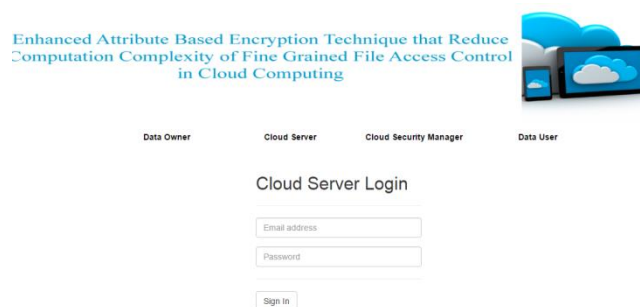 Enhanced Attribute Based Encryption Technique that Reduce
Computation Complexity of Fine Grained File Access Control
in Cloud Computing
Data Owner Cloud Server Cloud Security Manager Data User
Cloud Server Login
Email address
Password
Sign In